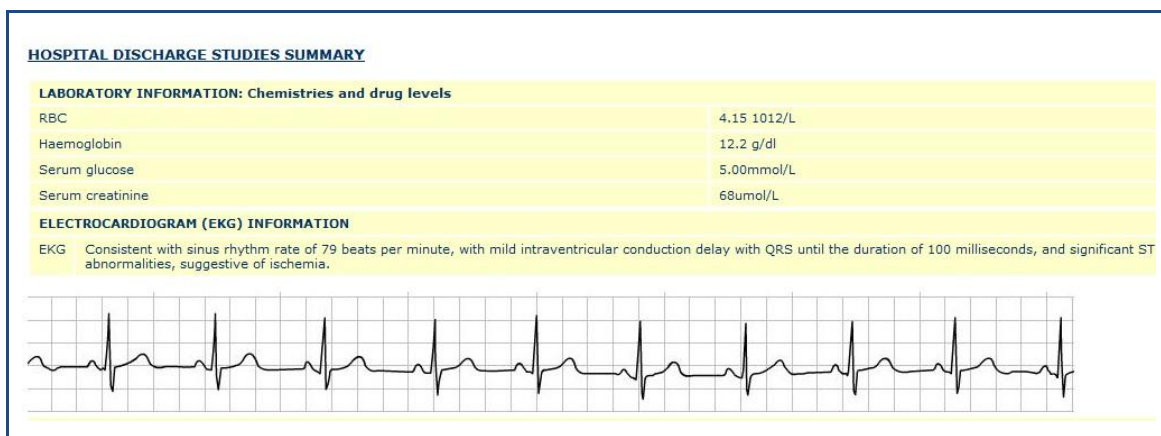 HOSPITAL DISCHARGE STUDIES SUMMARY
LABORATORY INFORMATION: Chemistries and drug levels
RBC 4.15 1012/L
Haemoglobin 12.2 g/dl
Serum glucose 5.00mmol/L
Serum creatinine 68umol/L
ELECTROCARDIOGRAM (EKG) INFORMATION
EKG Consistent with sinus rhythm rate of 79 beats per minute, with mild intraventricular conduction delay with QRS until the duration of 100 milliseconds, and significant ST
abnormalities, suggestive of ischemia.